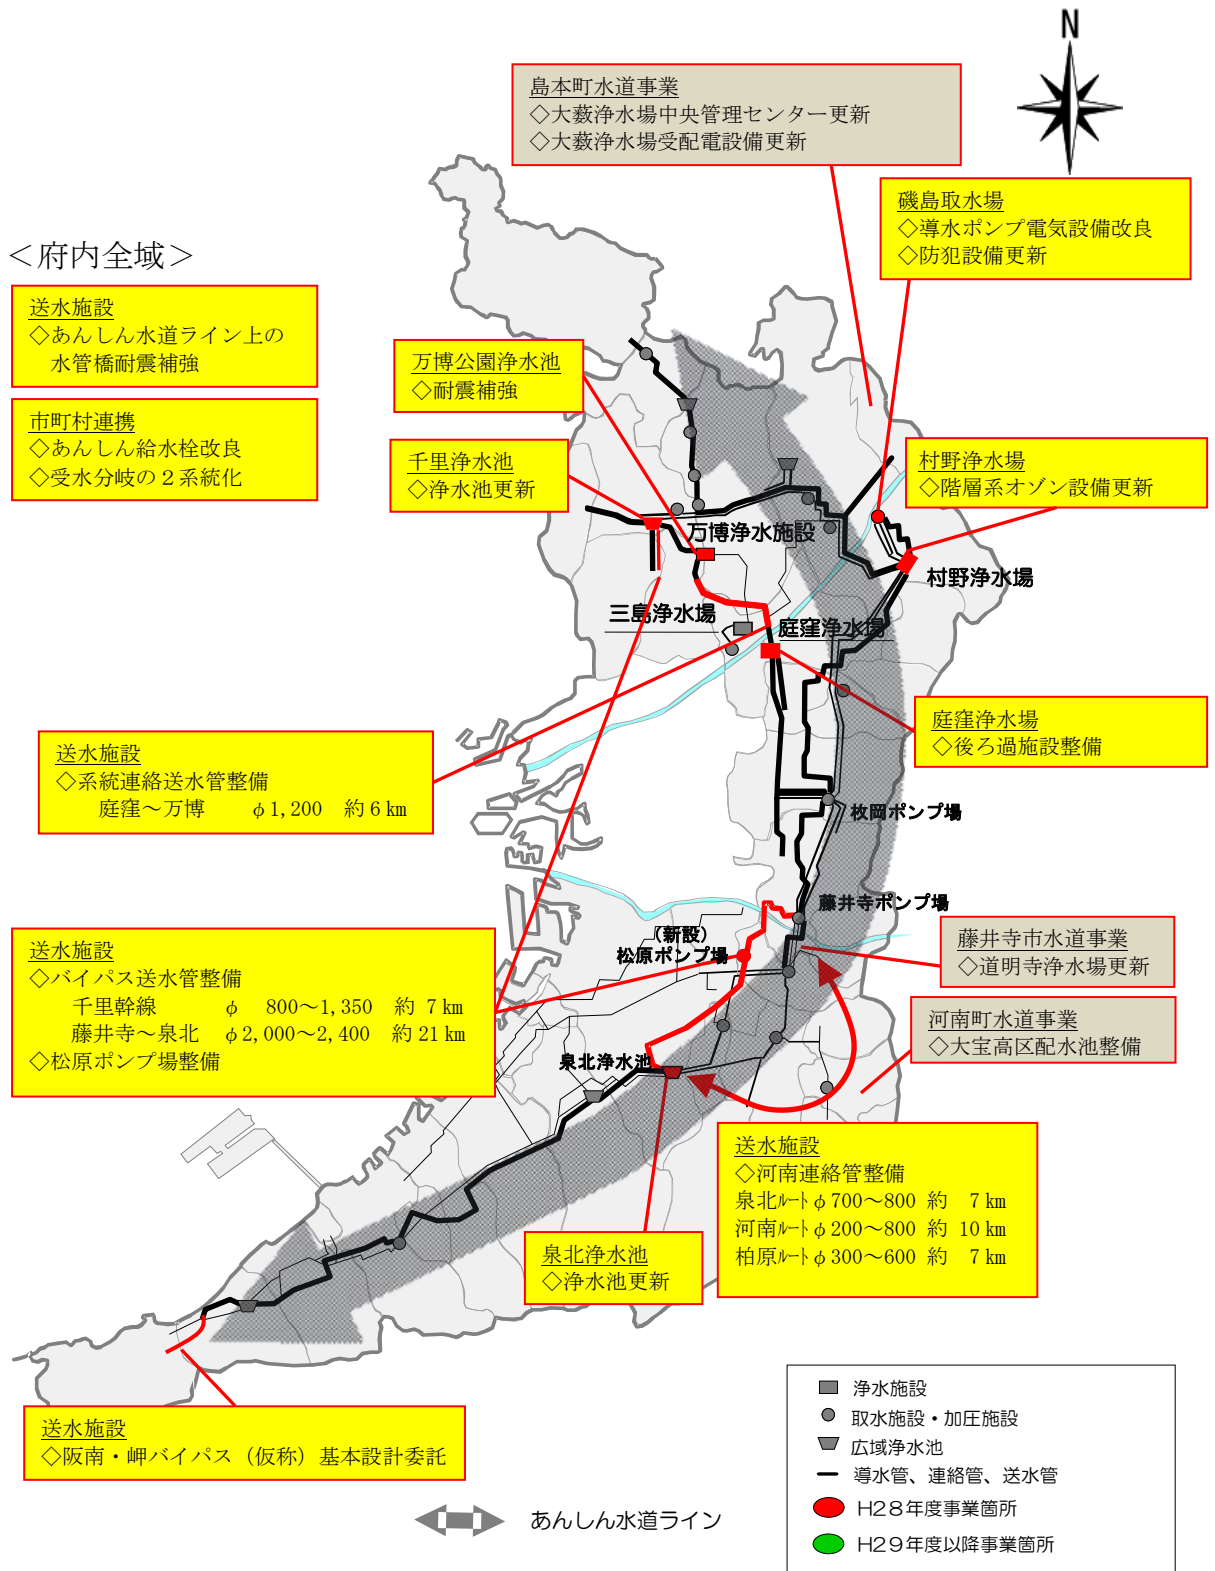 N
島本町水道事業
◇大薮浄水場中央管理センター更新
◇大薮浄水場受配電設備更新
磯島取水場
◇導水ポンプ電気設備改良
◇防犯設備更新
＜府内全域＞
送水施設
◇あんしん水道ライン上の
水管橋耐震補強
市町村連携
◇あんしん給水栓改良
◇受水分岐の２系統化
万博公園浄水池
◇耐震補強
千里浄水池
◇浄水池更新
村野浄水場
◇階層系オゾン設備更新
万博浄水施設
村野浄水場
三島浄水場
庭窪浄水場
庭窪浄水場
◇後ろ過施設整備
送水施設
◇系統連絡送水管整備
庭窪～万博　φ1,200　約 6 km
枚岡ポンプ場
藤井寺ポンプ場
（新設）
松原ポンプ場
藤井寺市水道事業
◇道明寺浄水場更新
送水施設
◇バイパス送水管整備
千里幹線　φ　800～1,350　約 7 km
藤井寺～泉北　φ2,000～2,400　約 21 km
◇松原ポンプ場整備
河南町水道事業
◇大宝高区配水池整備
泉北浄水池
送水施設
◇河南連絡管整備
泉北ﾙｰﾄφ700～800 約　7 km
河南ﾙｰﾄφ200～800 約 10 km
柏原ﾙｰﾄφ300～600 約　7 km
泉北浄水池
◇浄水池更新
送水施設
◇阪南・岬バイパス（仮称）基本設計委託
あんしん水道ライン
浄水施設
取水施設・加圧施設
広域浄水池
導水管、連絡管、送水管
H28年度事業箇所
H29年度以降事業箇所